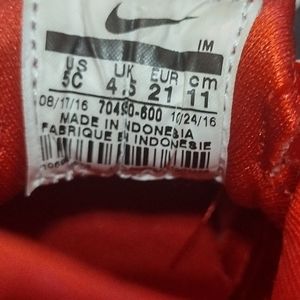 IM
US UK EUR cm
5C 4.5 21 11
08/17/16 10/24/16
MADE IN INDONESIA
FABRIQUE EN INDONESIE